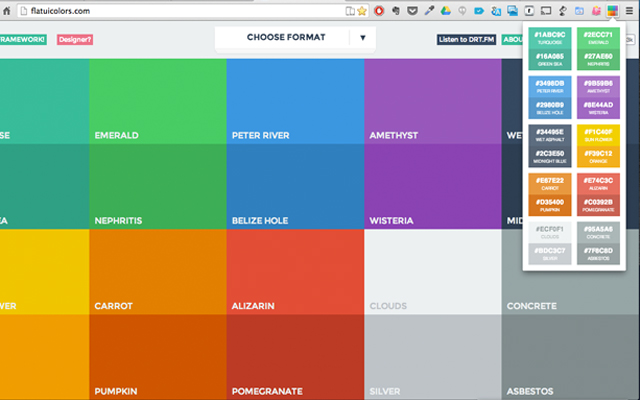 flatuicolors.com
FRAMEWORK!
Designer?
CHOOSE FORMAT
Listen to DRT.FM
ABOU
SE
EMERALD
PETER RIVER
AMETHYST
WE
EA
NEPHRITIS
BELIZE HOLE
WISTERIA
MID
WER
CARROT
ALIZARIN
CLOUDS
CONCRETE
PUMPKIN
POMEGRANATE
SILVER
ASBESTOS
#1ABC9C
TURQUOISE
#2ECC71
EMERALD
#16A085
GREEN SEA
#27AE60
NEPHRITIS
#3498DB
PETER RIVER
#9B59B6
AMETHYST
#2980B9
BELIZE HOLE
#8E44AD
WISTERIA
#34495E
WET ASPHALT
#F1C40F
SUN FLOWER
#2C3E50
MIDNIGHT BLUE
#F39C12
ORANGE
#E67E22
CARROT
#E74C3C
ALIZARIN
#D35400
PUMPKIN
#C0392B
POMEGRANATE
#ECF0F1
CLOUDS
#95A5A6
CONCRETE
#BDC3C7
SILVER
#7F8C8D
ASBESTOS